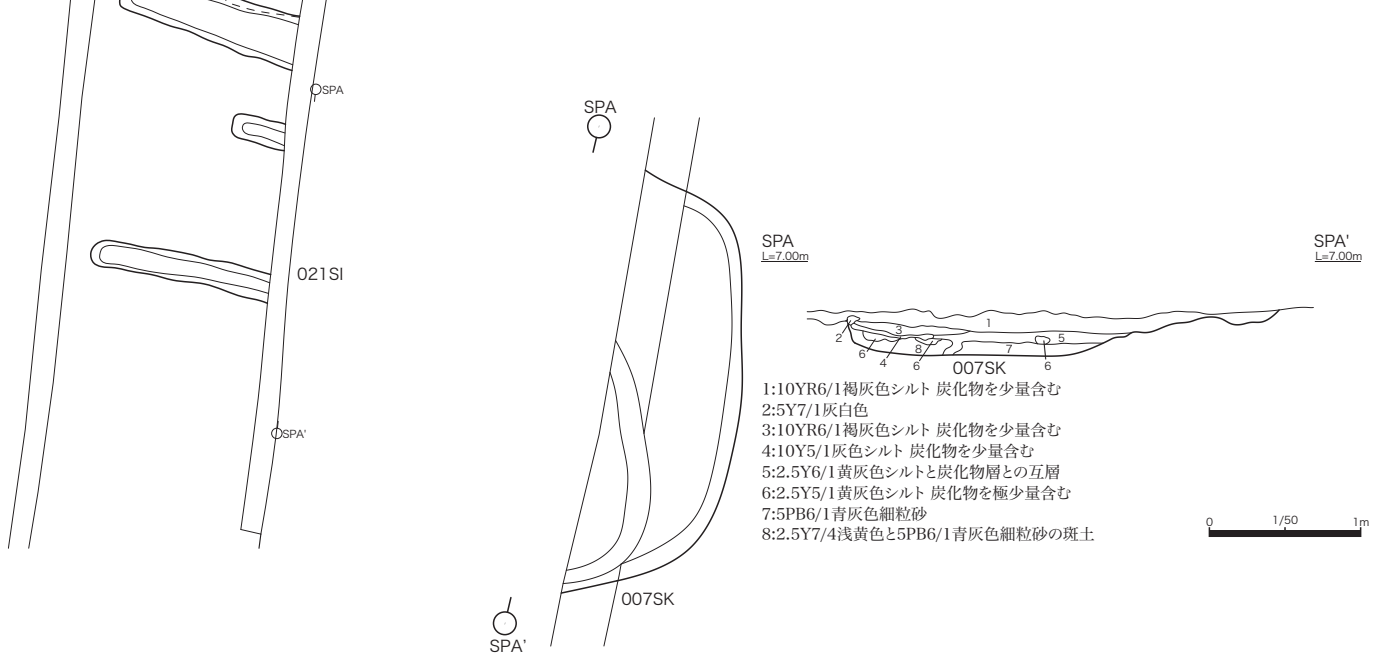 SPA
021SI
SPA'
SPA
007SK
SPA'
SPA
L=7.00m
SPA'
L=7.00m
1
2
3
5
6
4
8
6
7
6
007SK
1:10YR6/1褐灰色シルト 炭化物を少量含む
2:5Y7/1灰白色
3:10YR6/1褐灰色シルト 炭化物を少量含む
4:10Y5/1灰色シルト 炭化物を少量含む
5:2.5Y6/1黄灰色シルトと炭化物層との互層
6:2.5Y5/1黄灰色シルト 炭化物を極少量含む
7:5PB6/1青灰色細粒砂
8:2.5Y7/4浅黄色と5PB6/1青灰色細粒砂の斑土
0 1/50 1m